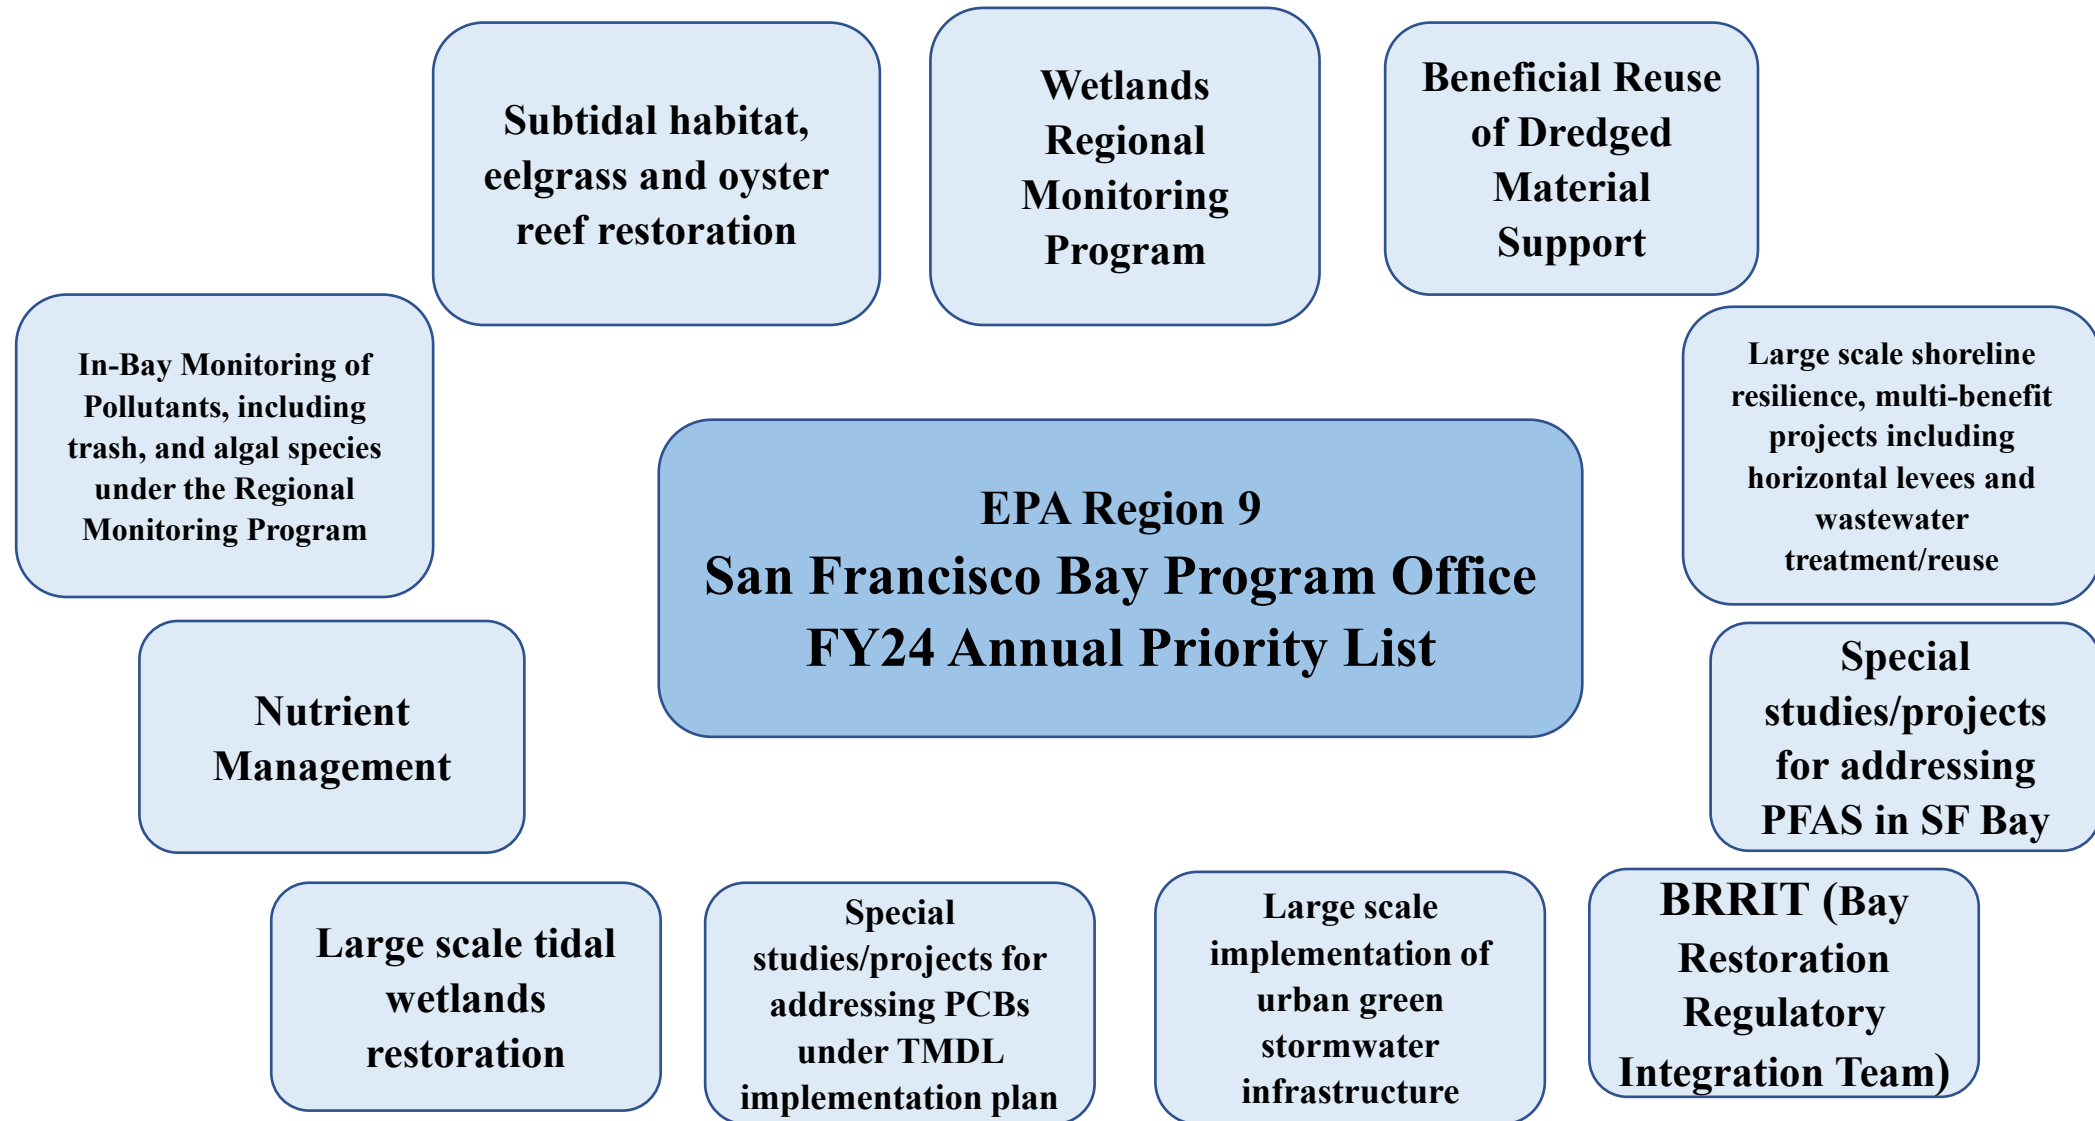 Subtidal habitat,
eelgrass and oyster
reef restoration
Wetlands
Regional
Monitoring
Program
Beneficial Reuse
of Dredged
Material
Support
In-Bay Monitoring of
Pollutants, including
trash, and algal species
under the Regional
Monitoring Program
Large scale shoreline
resilience, multi-benefit
projects including
horizontal levees and
wastewater
treatment/reuse
EPA Region 9
San Francisco Bay Program Office
FY24 Annual Priority List
Nutrient
Management
Special
studies/projects
for addressing
PFAS in SF Bay
Large scale tidal
wetlands
restoration
Special
studies/projects for
addressing PCBs
under TMDL
implementation plan
Large scale
implementation of
urban green
stormwater
infrastructure
BRRIT (Bay
Restoration
Regulatory
Integration Team)